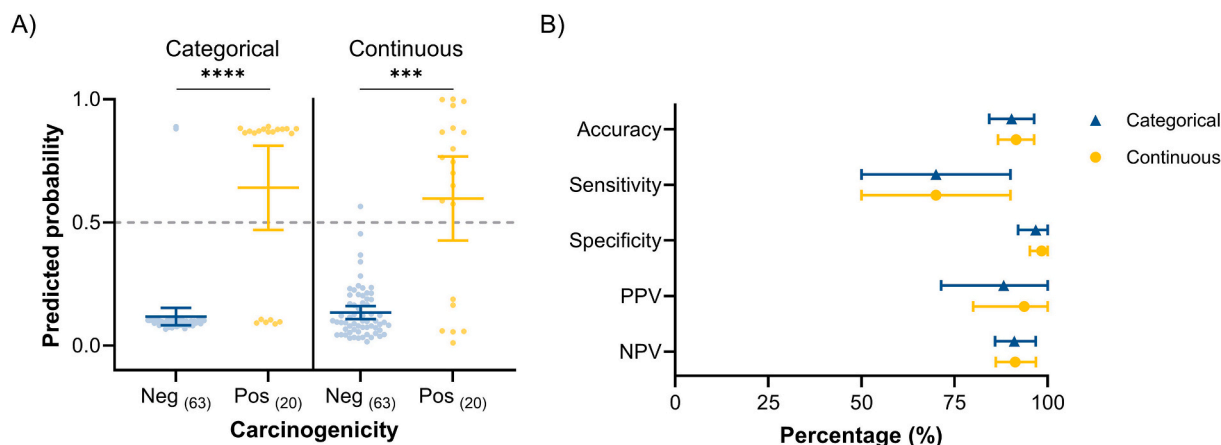 A)
Categorical
Continuous
****
***
Predicted probability
1.0
0.5
0.0
Neg (63)
Pos (20)
Neg (63)
Pos (20)
Carcinogenicity
B)
Accuracy
Sensitivity
Specificity
PPV
NPV
0
25
50
75
100
Percentage (%)
Categorical
Continuous